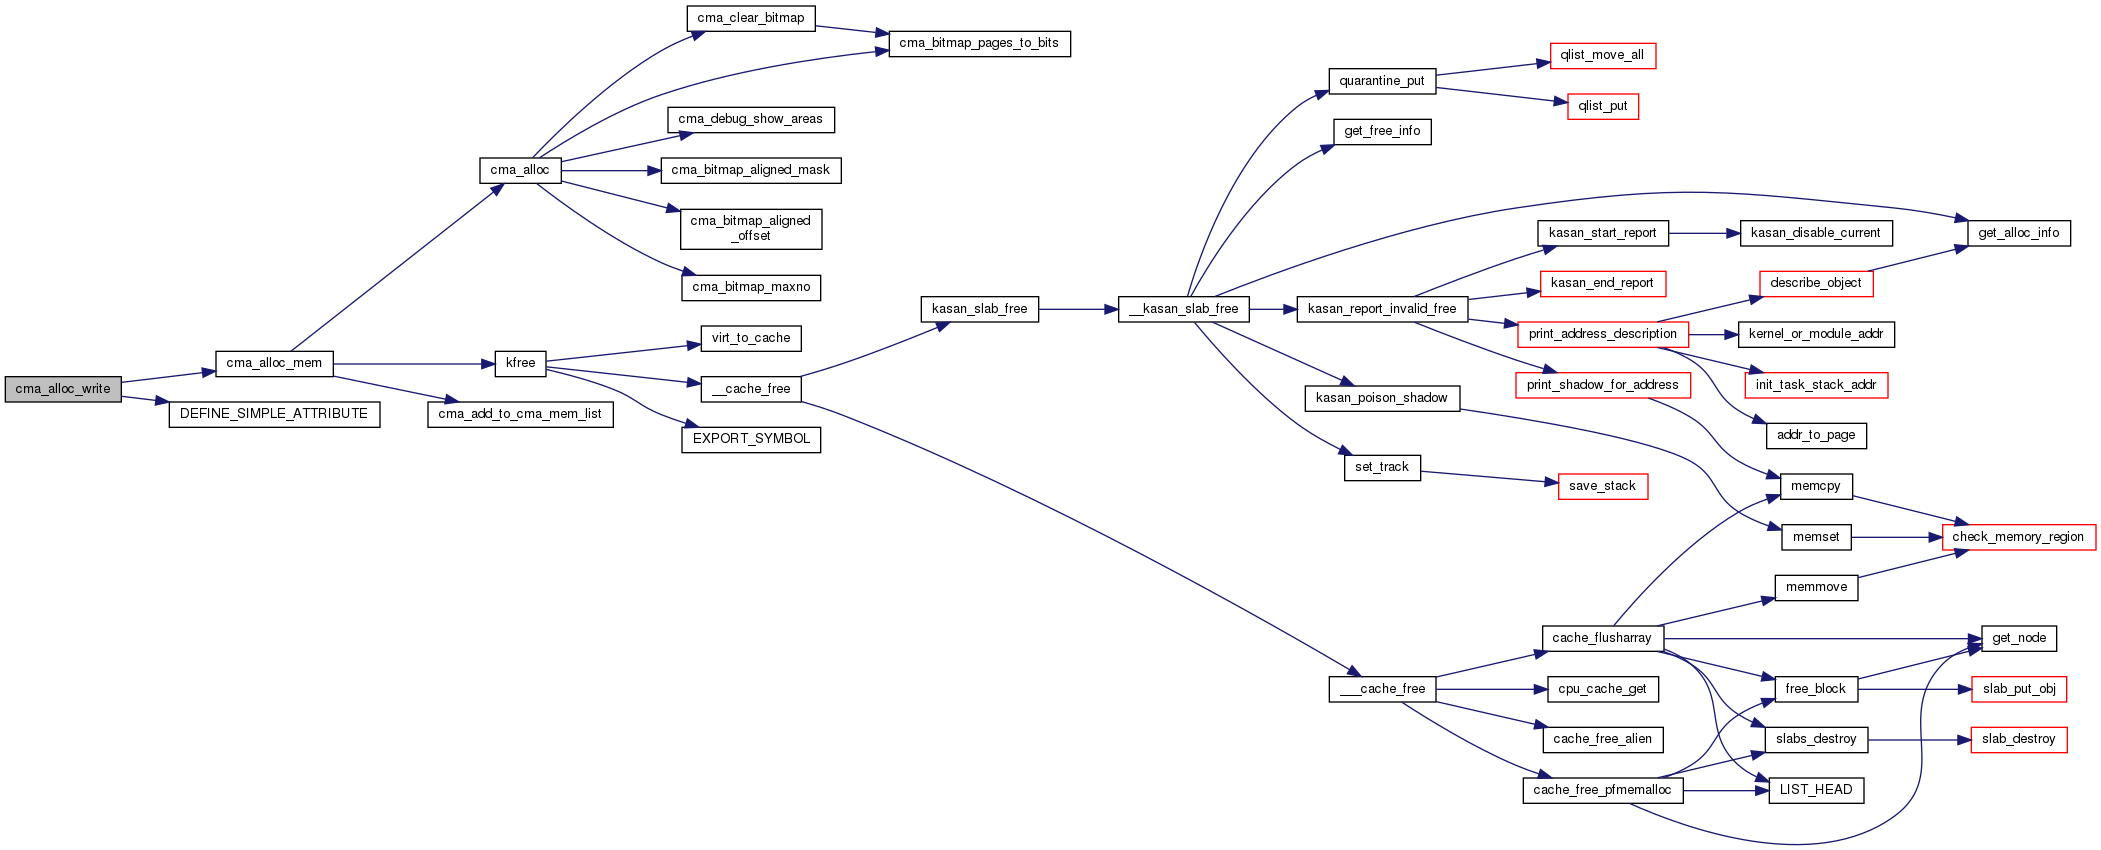 cma_alloc_write
cma_alloc_mem
DEFINE_SIMPLE_ATTRIBUTE
cma_alloc
kfree
cma_add_to_cma_mem_list
cma_clear_bitmap
cma_bitmap_pages_to_bits
cma_debug_show_areas
cma_bitmap_aligned_mask
cma_bitmap_aligned
_offset
cma_bitmap_maxno
virt_to_cache
__cache_free
EXPORT_SYMBOL
kasan_slab_free
__kasan_slab_free
quarantine_put
get_free_info
kasan_report_invalid_free
kasan_poison_shadow
set_track
___cache_free
qlist_move_all
qlist_put
kasan_start_report
kasan_end_report
print_address_description
print_shadow_for_address
save_stack
cache_flusharray
cpu_cache_get
cache_free_alien
cache_free_pfmemalloc
kasan_disable_current
describe_object
kernel_or_module_addr
init_task_stack_addr
addr_to_page
memcpy
memset
memmove
free_block
slabs_destroy
LIST_HEAD
get_alloc_info
check_memory_region
get_node
slab_put_obj
slab_destroy